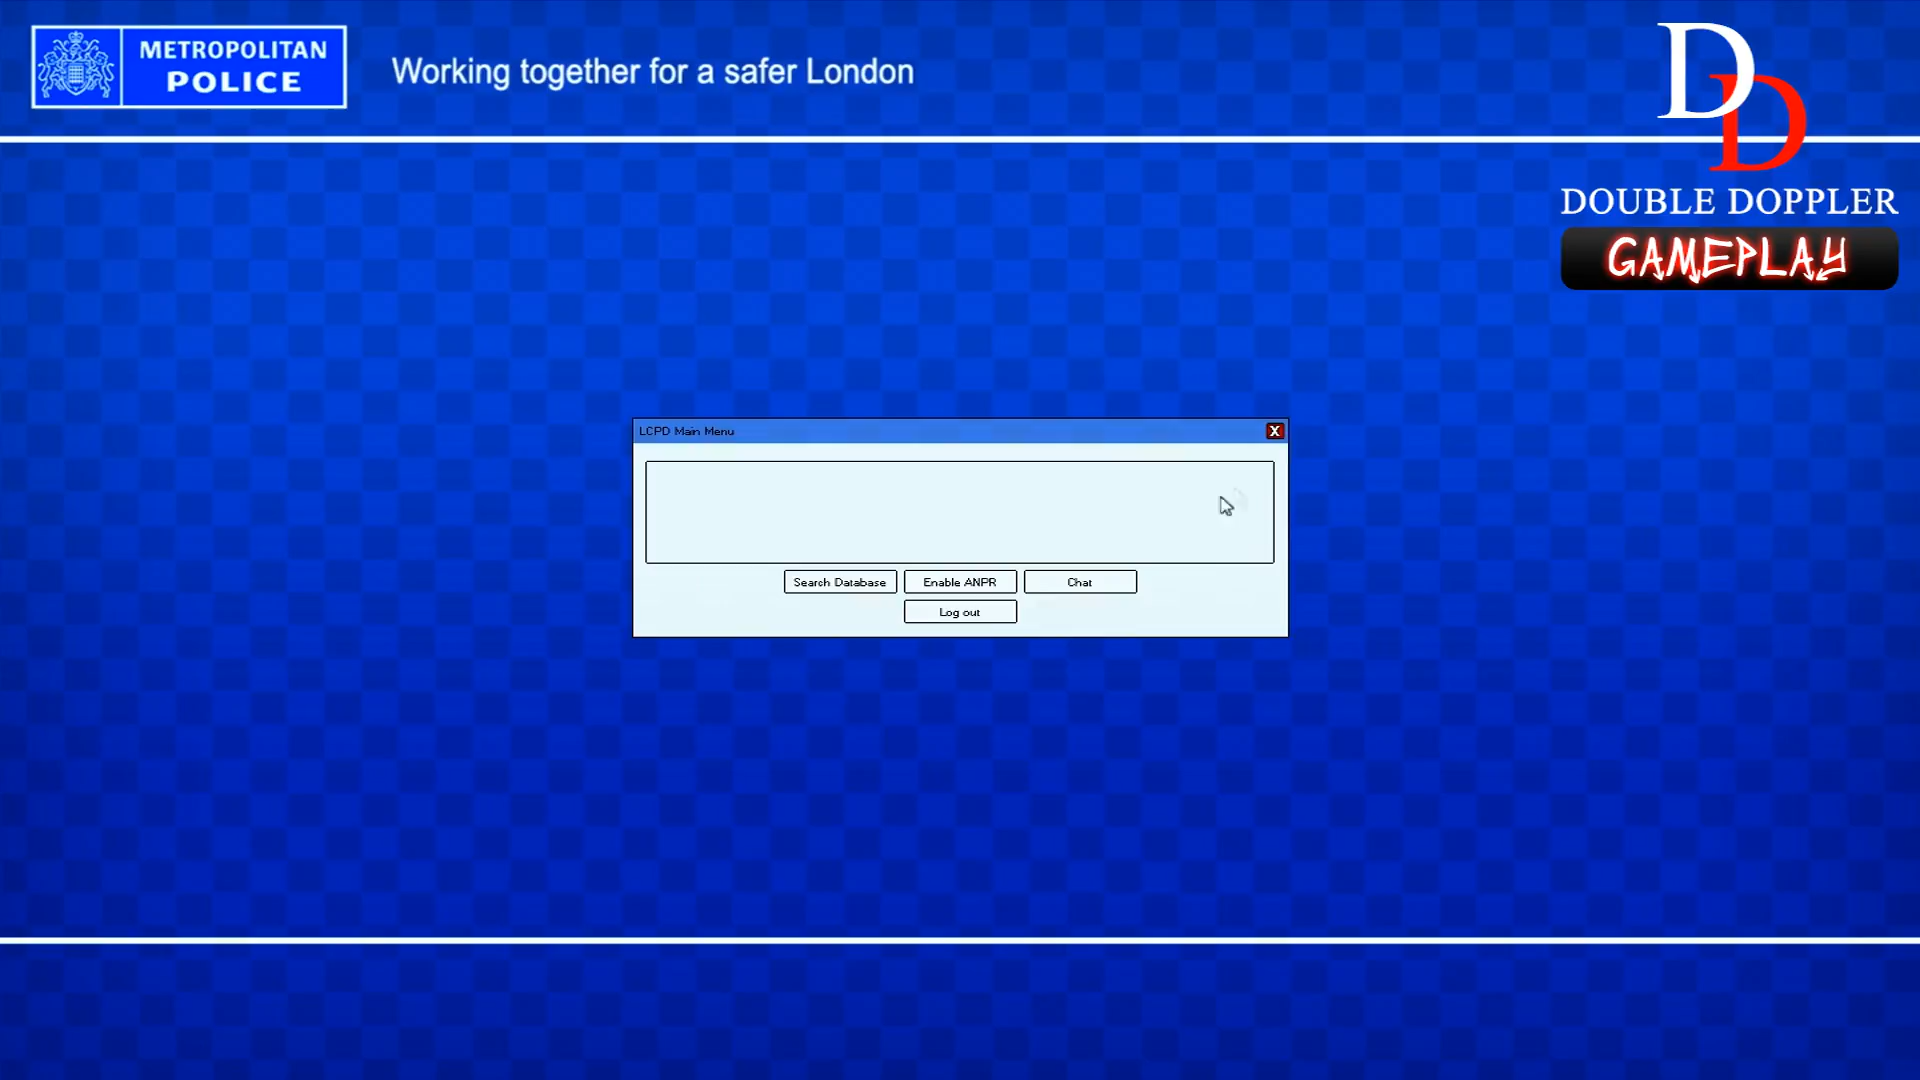 METROPOLITAN
POLICE
Working together for a safer London
DD
DOUBLE DOPPLER
GAMEPLAY
LCPD Main Menu
X
Search Database
Enable ANPR
Chat
Log out